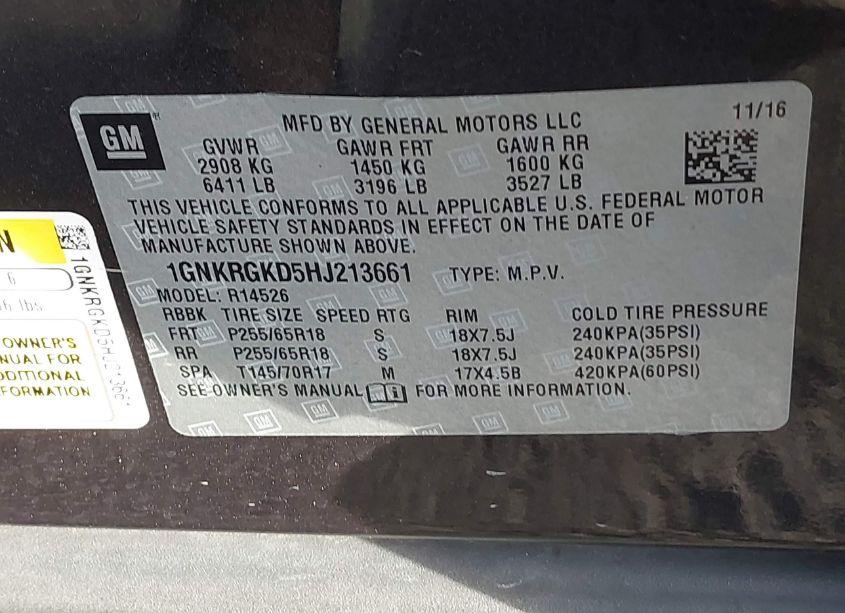 GM
MFD BY GENERAL MOTORS LLC
11/16
GVWR GAWR FRT GAWR RR
2908 KG 1450 KG 1600 KG
6411 LB 3196 LB 3527 LB
THIS VEHICLE CONFORMS TO ALL APPLICABLE U.S. FEDERAL MOTOR
VEHICLE SAFETY STANDARDS IN EFFECT ON THE DATE OF
MANUFACTURE SHOWN ABOVE.
1GNKRGKD5HJ213661 TYPE: M.P.V.
MODEL: R14526
RBBK TIRE SIZE SPEED RTG RIM COLD TIRE PRESSURE
FRT P255/65R18 S 18X7.5J 240KPA(35PSI)
RR P255/65R18 S 18X7.5J 240KPA(35PSI)
SPA T145/70R17 M 17X4.5B 420KPA(60PSI)
SEE OWNER'S MANUAL FOR MORE INFORMATION.
N
6
lbs.
OWNER'S
FOR
1GNKRGKD5HJ213661